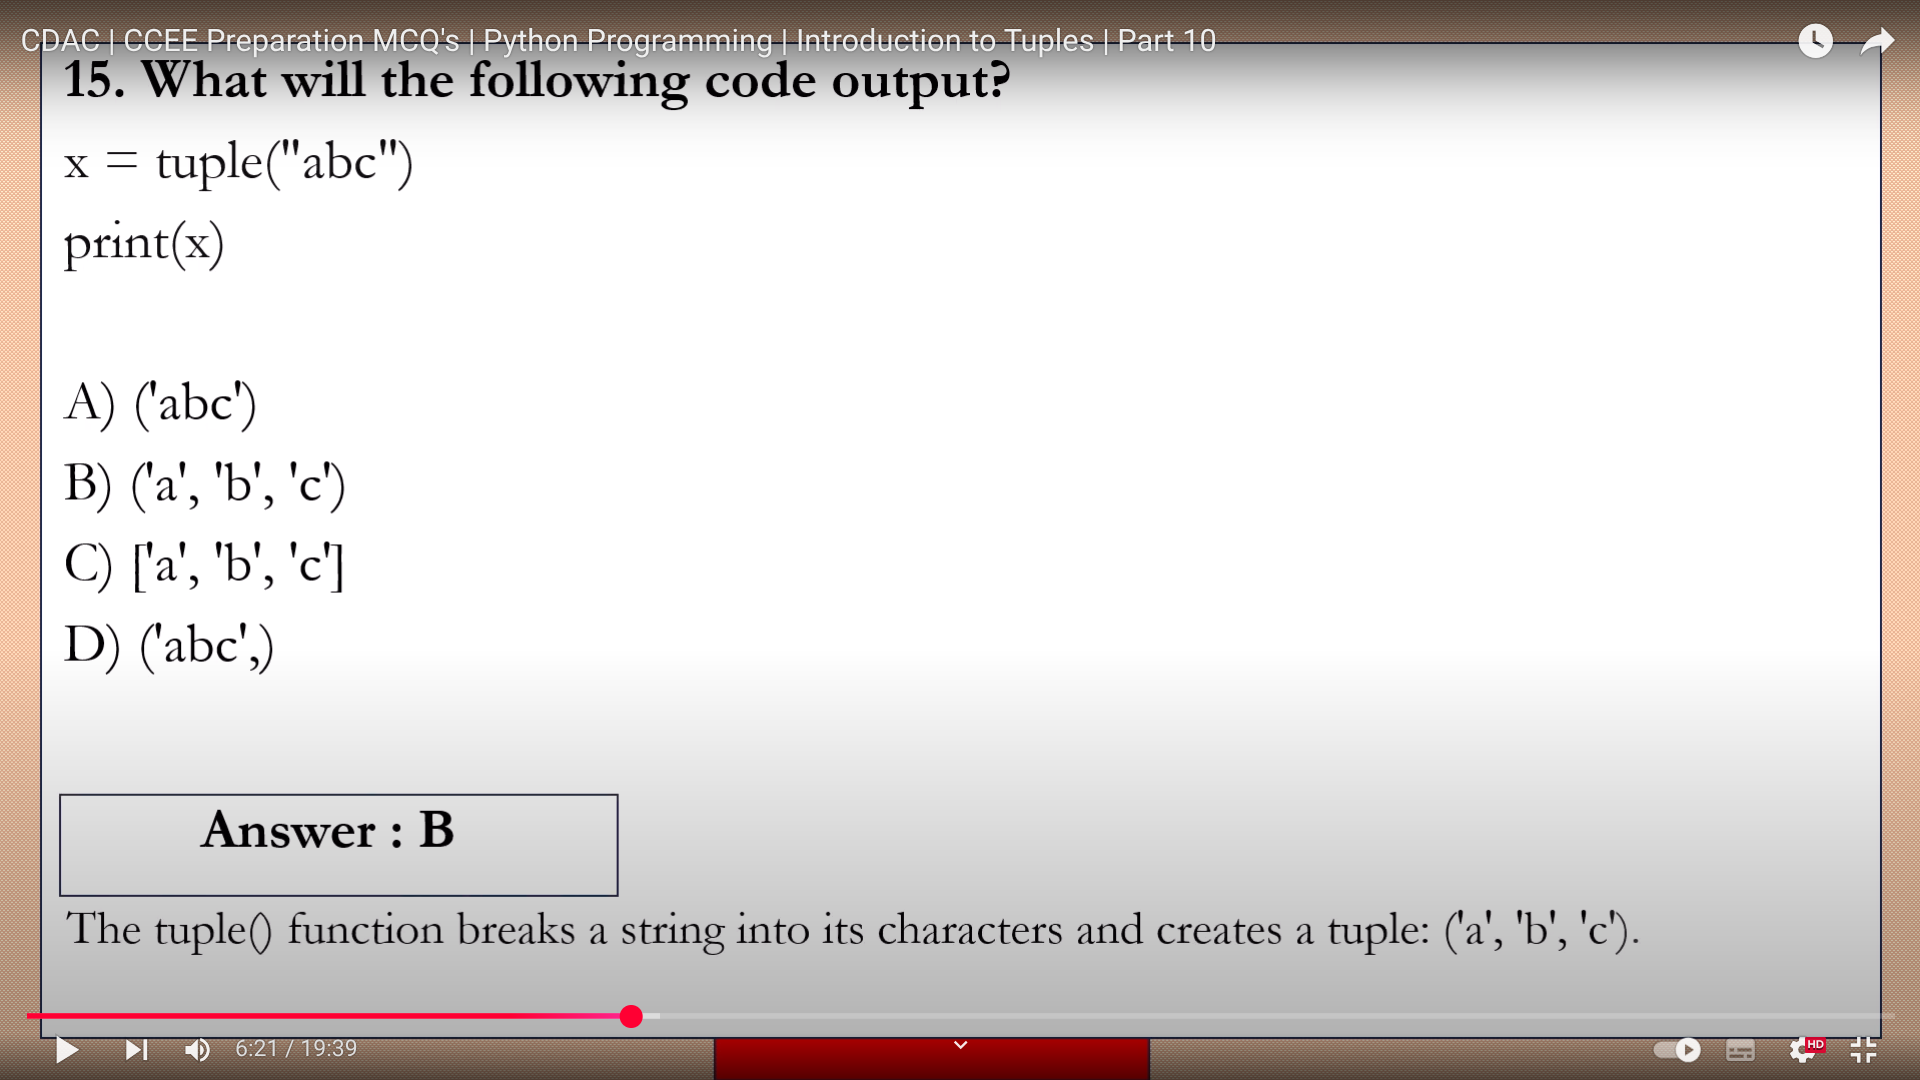 CDAC | CCEE Preparation MCQ's | Python Programming | Introduction to Tuples | Part 10
15. What will the following code output?
x = tuple("abc")
print(x)
A) ('abc')
B) ('a', 'b', 'c')
C) ['a', 'b', 'c']
D) ('abc',)
Answer : B
The tuple() function breaks a string into its characters and creates a tuple: ('a', 'b', 'c').
6:21 / 19:39
HD